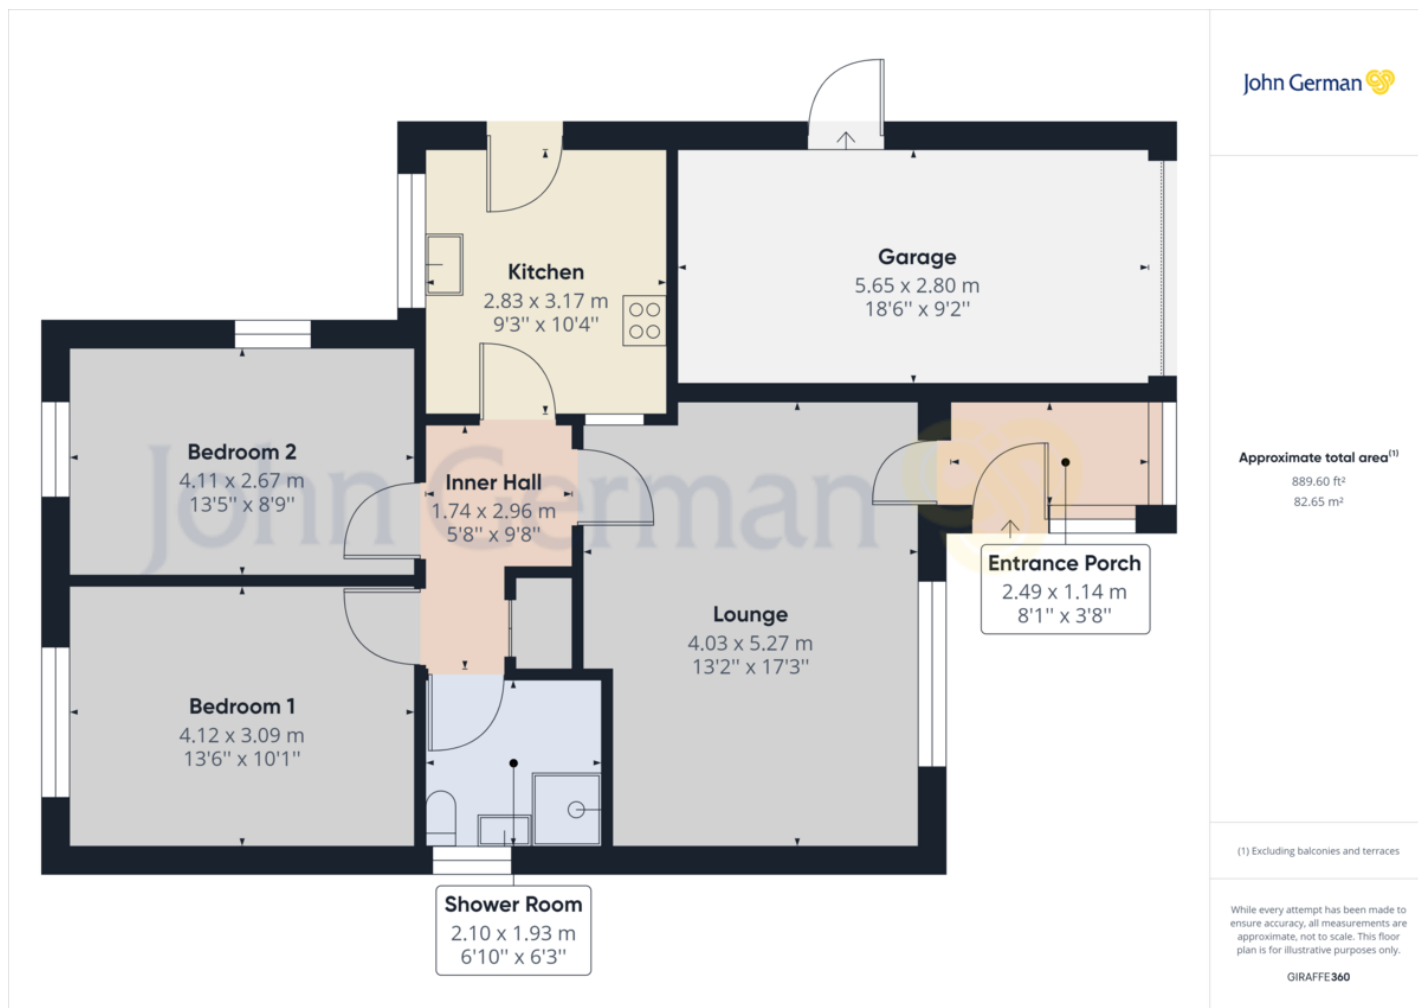 John German
Kitchen
2.83 x 3.17 m
9'3'' x 10'4''
Garage
5.65 x 2.80 m
18'6'' x 9'2''
Bedroom 2
4.11 x 2.67 m
13'5'' x 8'9''
Inner Hall
1.74 x 2.96 m
5'8'' x 9'8''
John German
Entrance Porch
2.49 x 1.14 m
8'1'' x 3'8''
Lounge
4.03 x 5.27 m
13'2'' x 17'3''
Bedroom 1
4.12 x 3.09 m
13'6'' x 10'1''
Shower Room
2.10 x 1.93 m
6'10'' x 6'3''
Approximate total area(1)
889.60 ft²
82.65 m²
(1) Excluding balconies and terraces
While every attempt has been made to
ensure accuracy, all measurements are
approximate, not to scale. This floor
plan is for illustrative purposes only.
GIRAFFE360